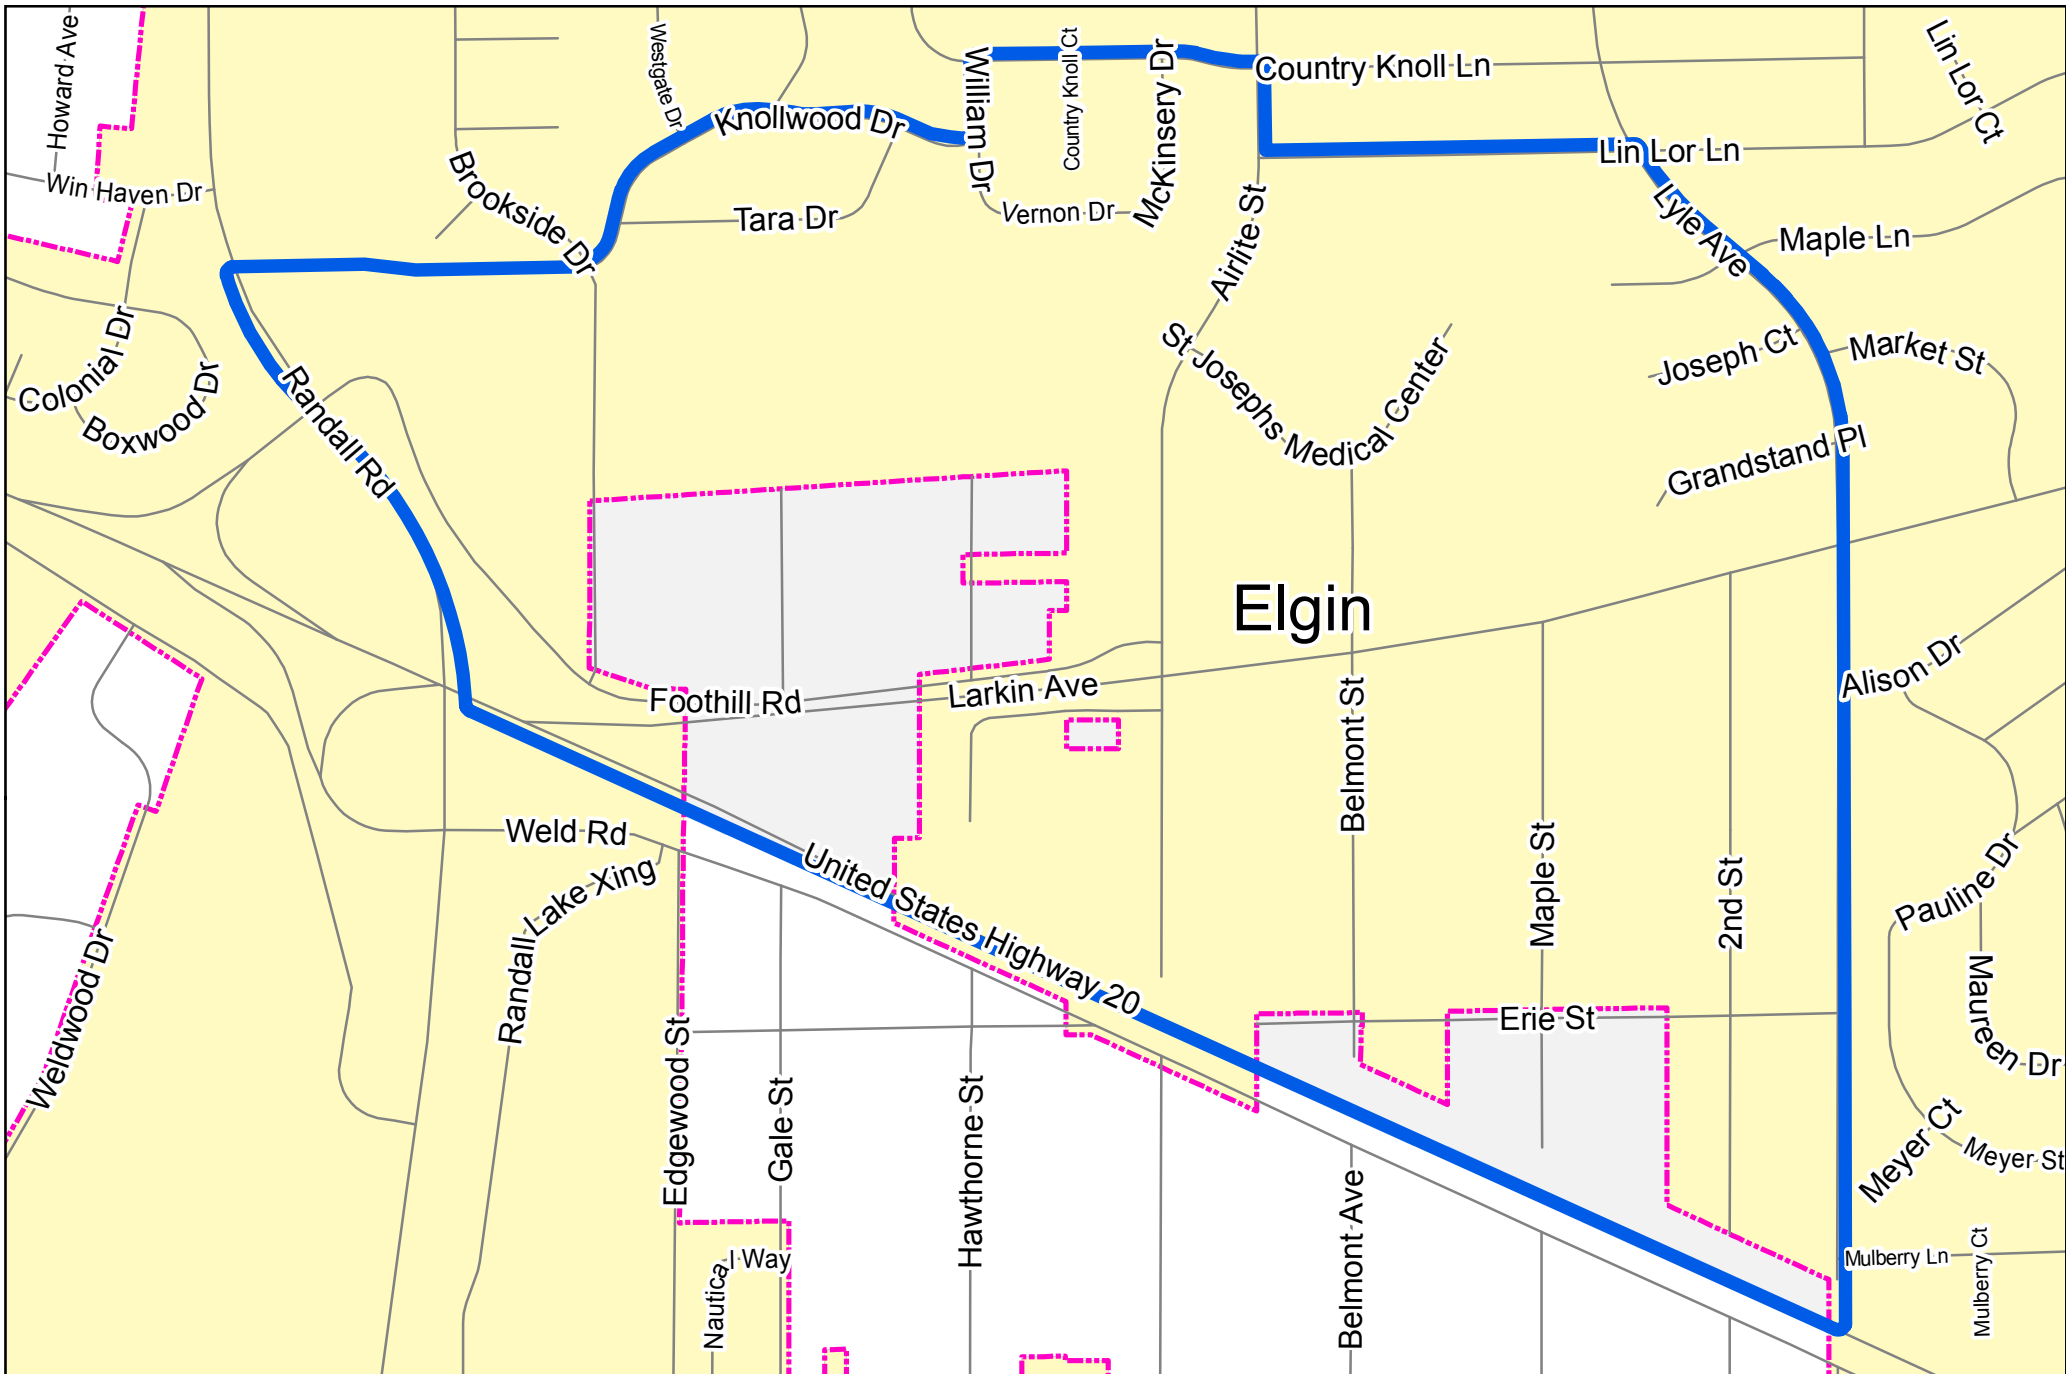 Howard Ave
Westgate Dr
William Dr
Country Knoll Ct
McKinsery Dr
Country Knoll Ln
Lin Lor Ct
Knollwood Dr
Lin Lor Ln
Win Haven Dr
Brookside Dr
Tara Dr
Vernon Dr
Airlite St
Lyle Ave
Maple Ln
Colonial Dr
Boxwood Dr
Randall Rd
St Josephs Medical Center
Joseph Ct
Market St
Grandstand Pl
Elgin
Foothill Rd
Larkin Ave
Alison Dr
Belmont St
Weld Rd
Randall Lake Xing
United States Highway 20
Maple St
2nd St
Pauline Dr
Maureen Dr
Weldwood Dr
Erie St
Edgewood St
Gale St
Hawthorne St
Meyer Ct
Meyer St
Belmont Ave
Nautical Way
Mulberry Ln
Mulberry Ct